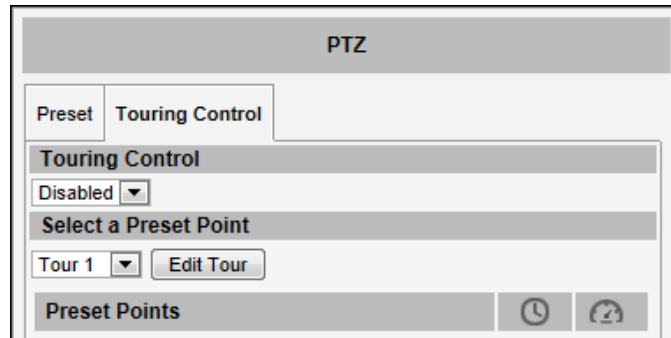 PTZ
Preset Touring Control
Touring Control
Disabled
Select a Preset Point
Tour 1 Edit Tour
Preset Points